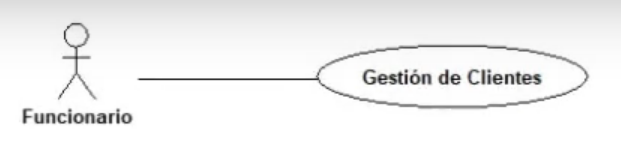 Gestión de Clientes
Funcionario